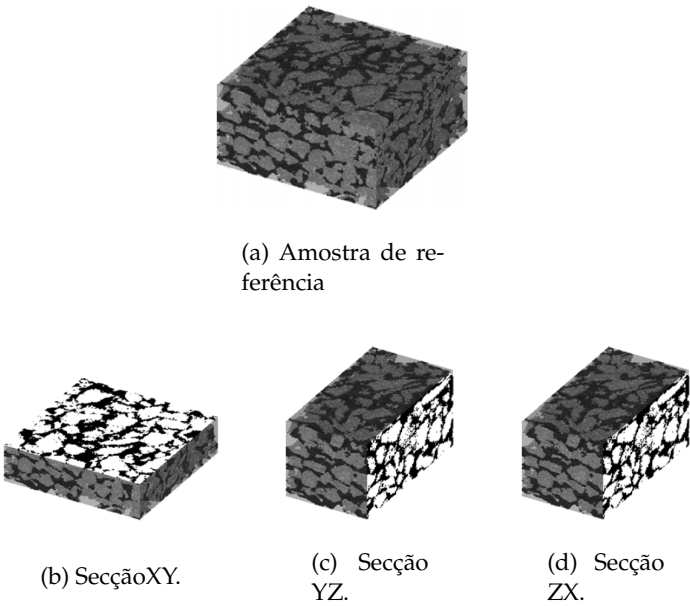 (a) Amostra de re-
ferência
(b) SecçãoXY.
(c) Secção
YZ.
(d) Secção
ZX.